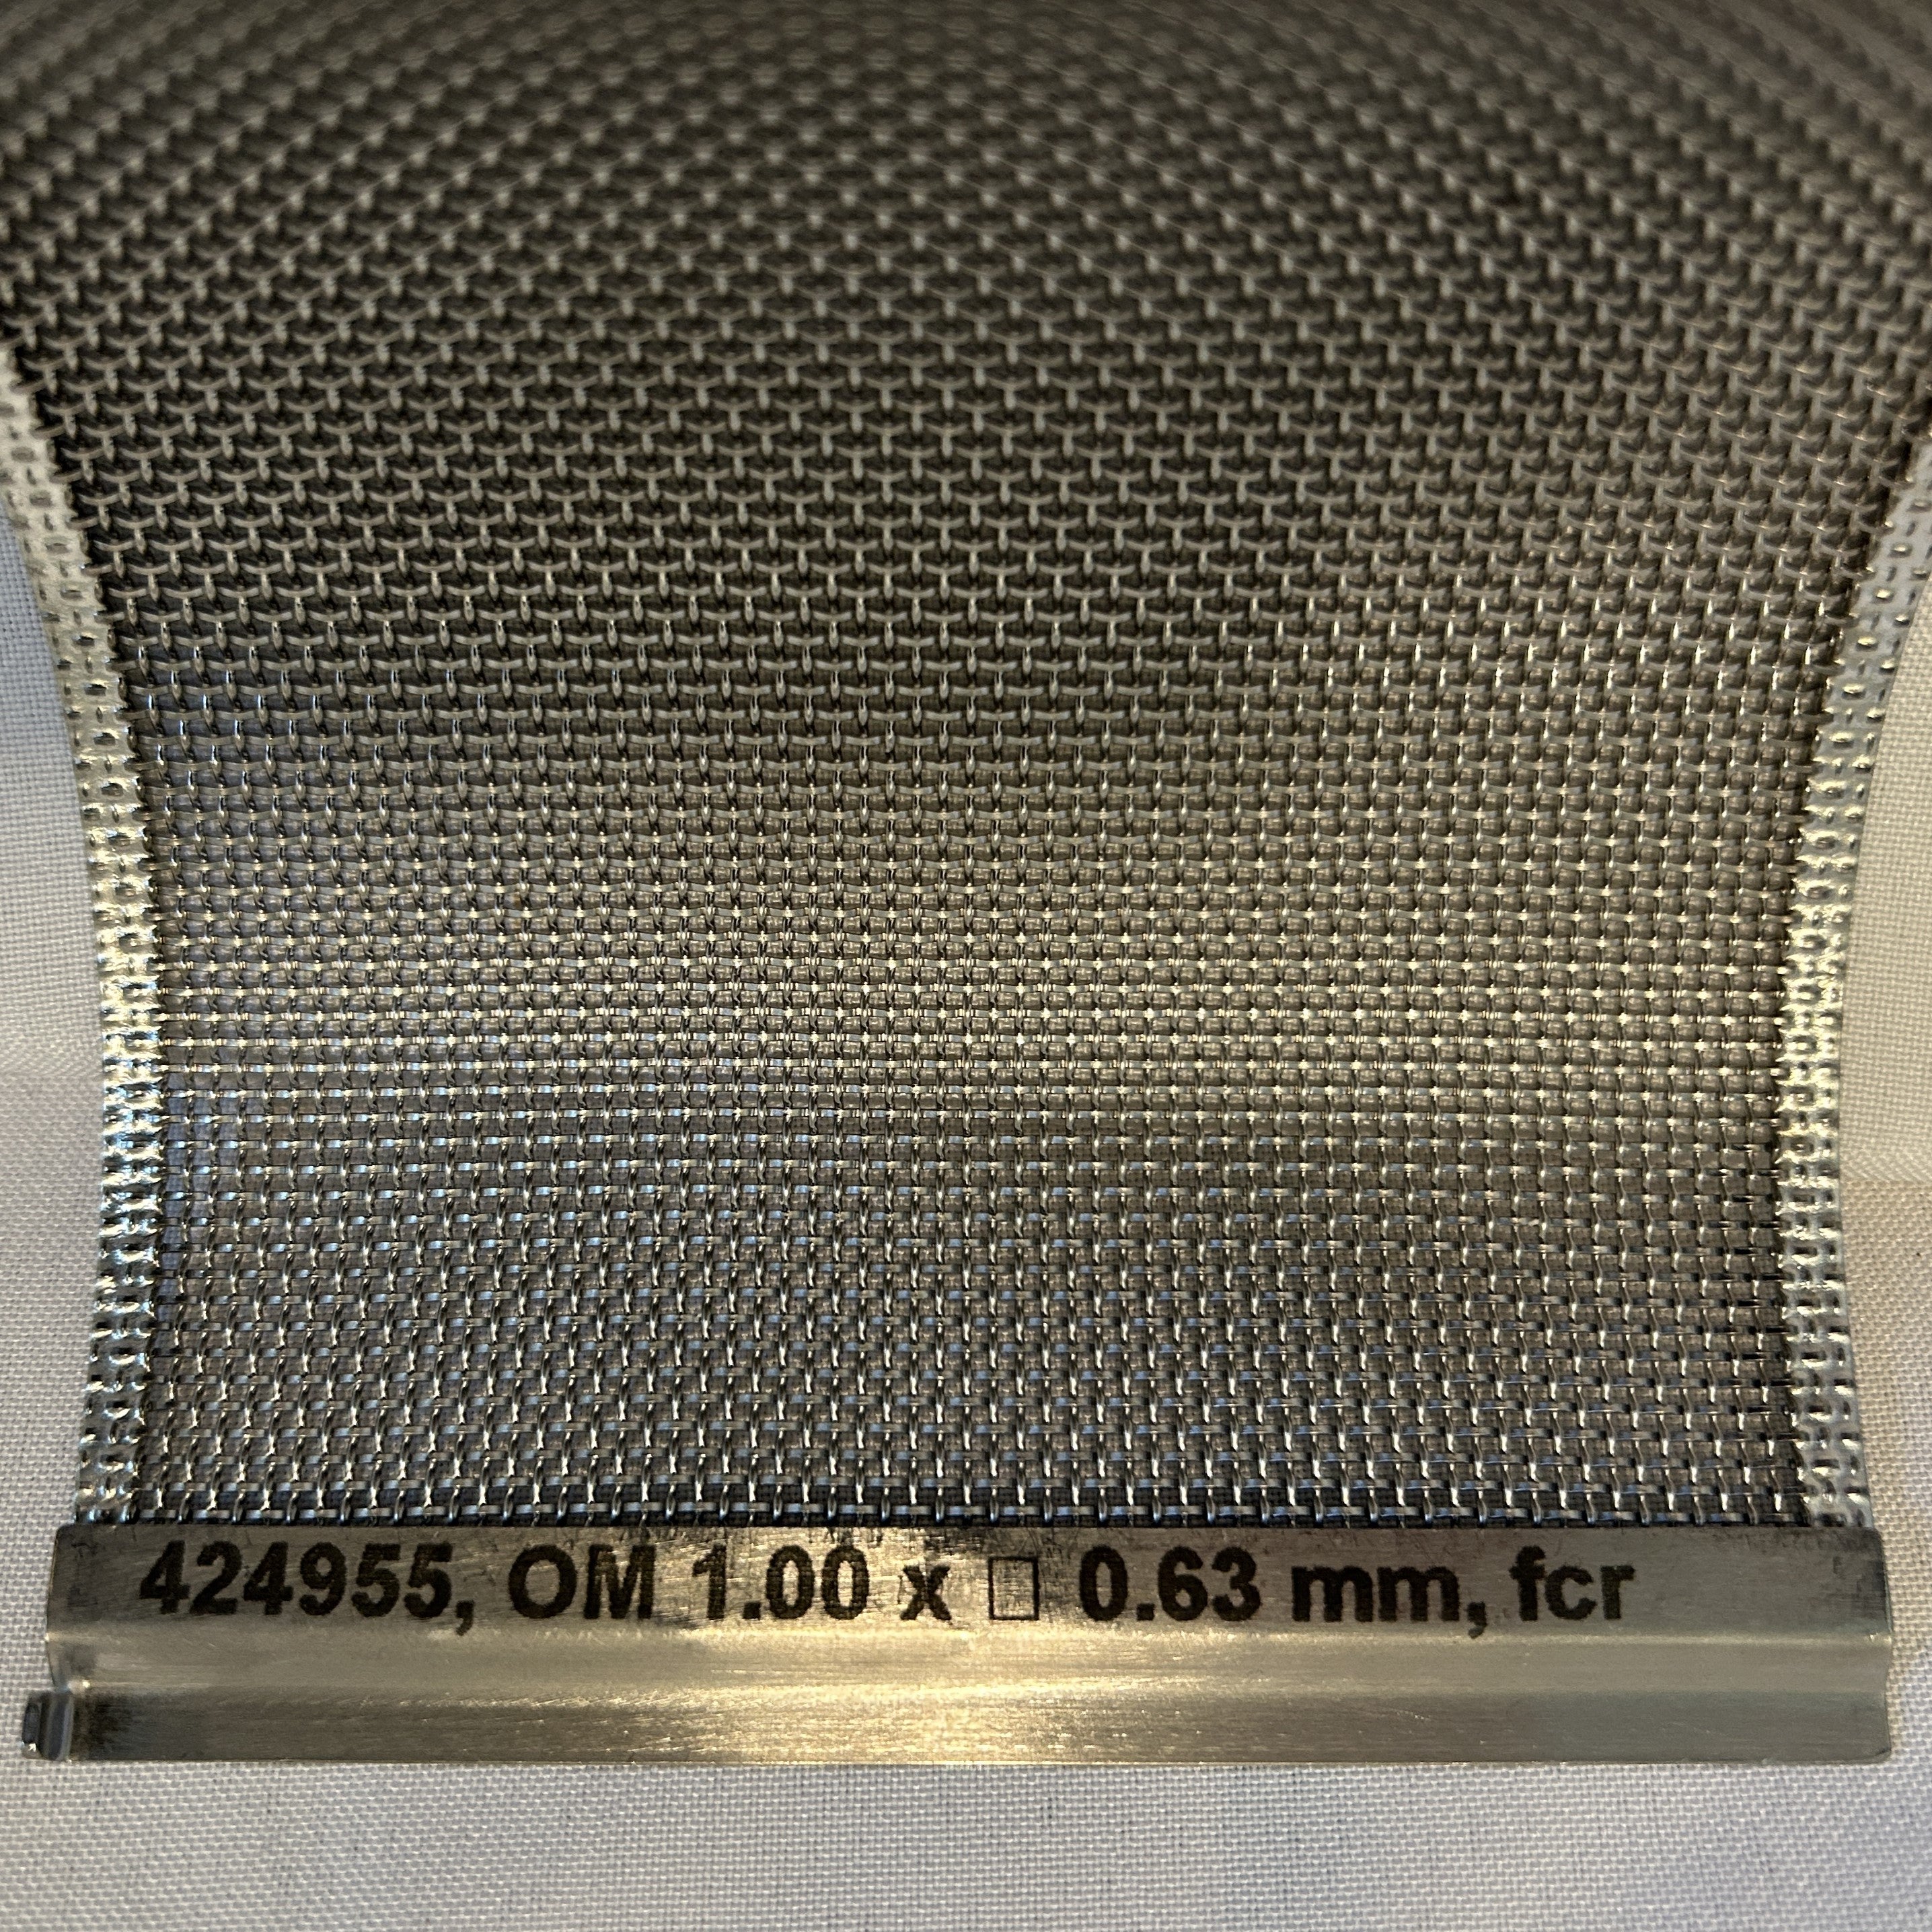 424955, OM 1.00 x □ 0.63 mm, fcr